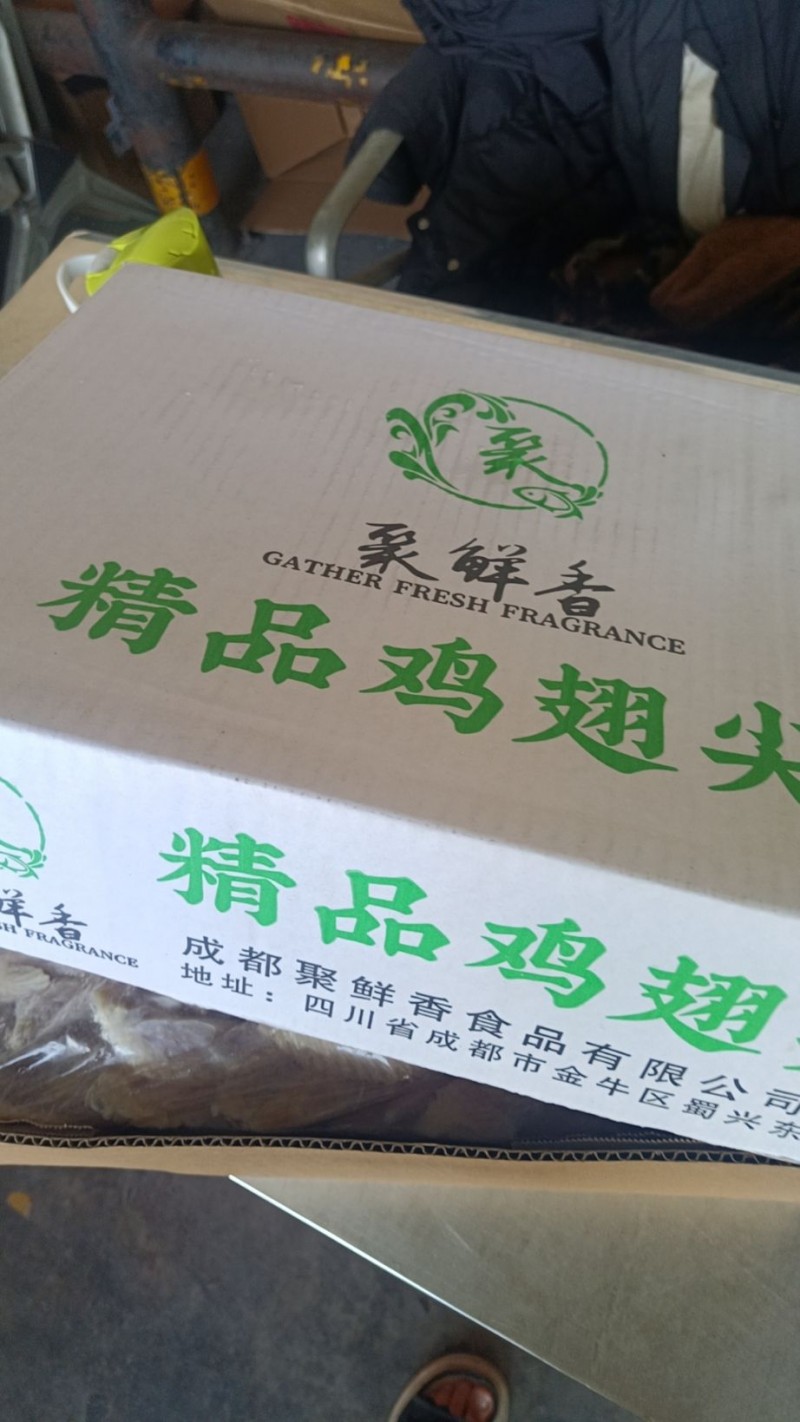 聚
聚鲜香
GATHER FRESH FRAGRANCE
精品鸡翅尖
精品鸡翅
鲜香
SH FRAGRANCE
成都聚鲜香食品有限公司
地址：四川省成都市金牛区蜀兴东